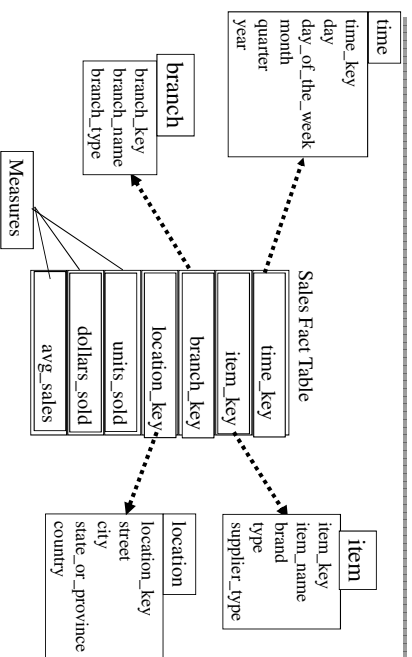 time
time_key
day
day_of_the_week
month
quarter
year
branch
branch_key
branch_name
branch_type
Measures
Sales Fact Table
time_key
item_key
branch_key
location_key
units_sold
dollars_sold
avg_sales
item
item_key
item_name
brand
type
supplier_type
location
location_key
street
city
state_or_province
country